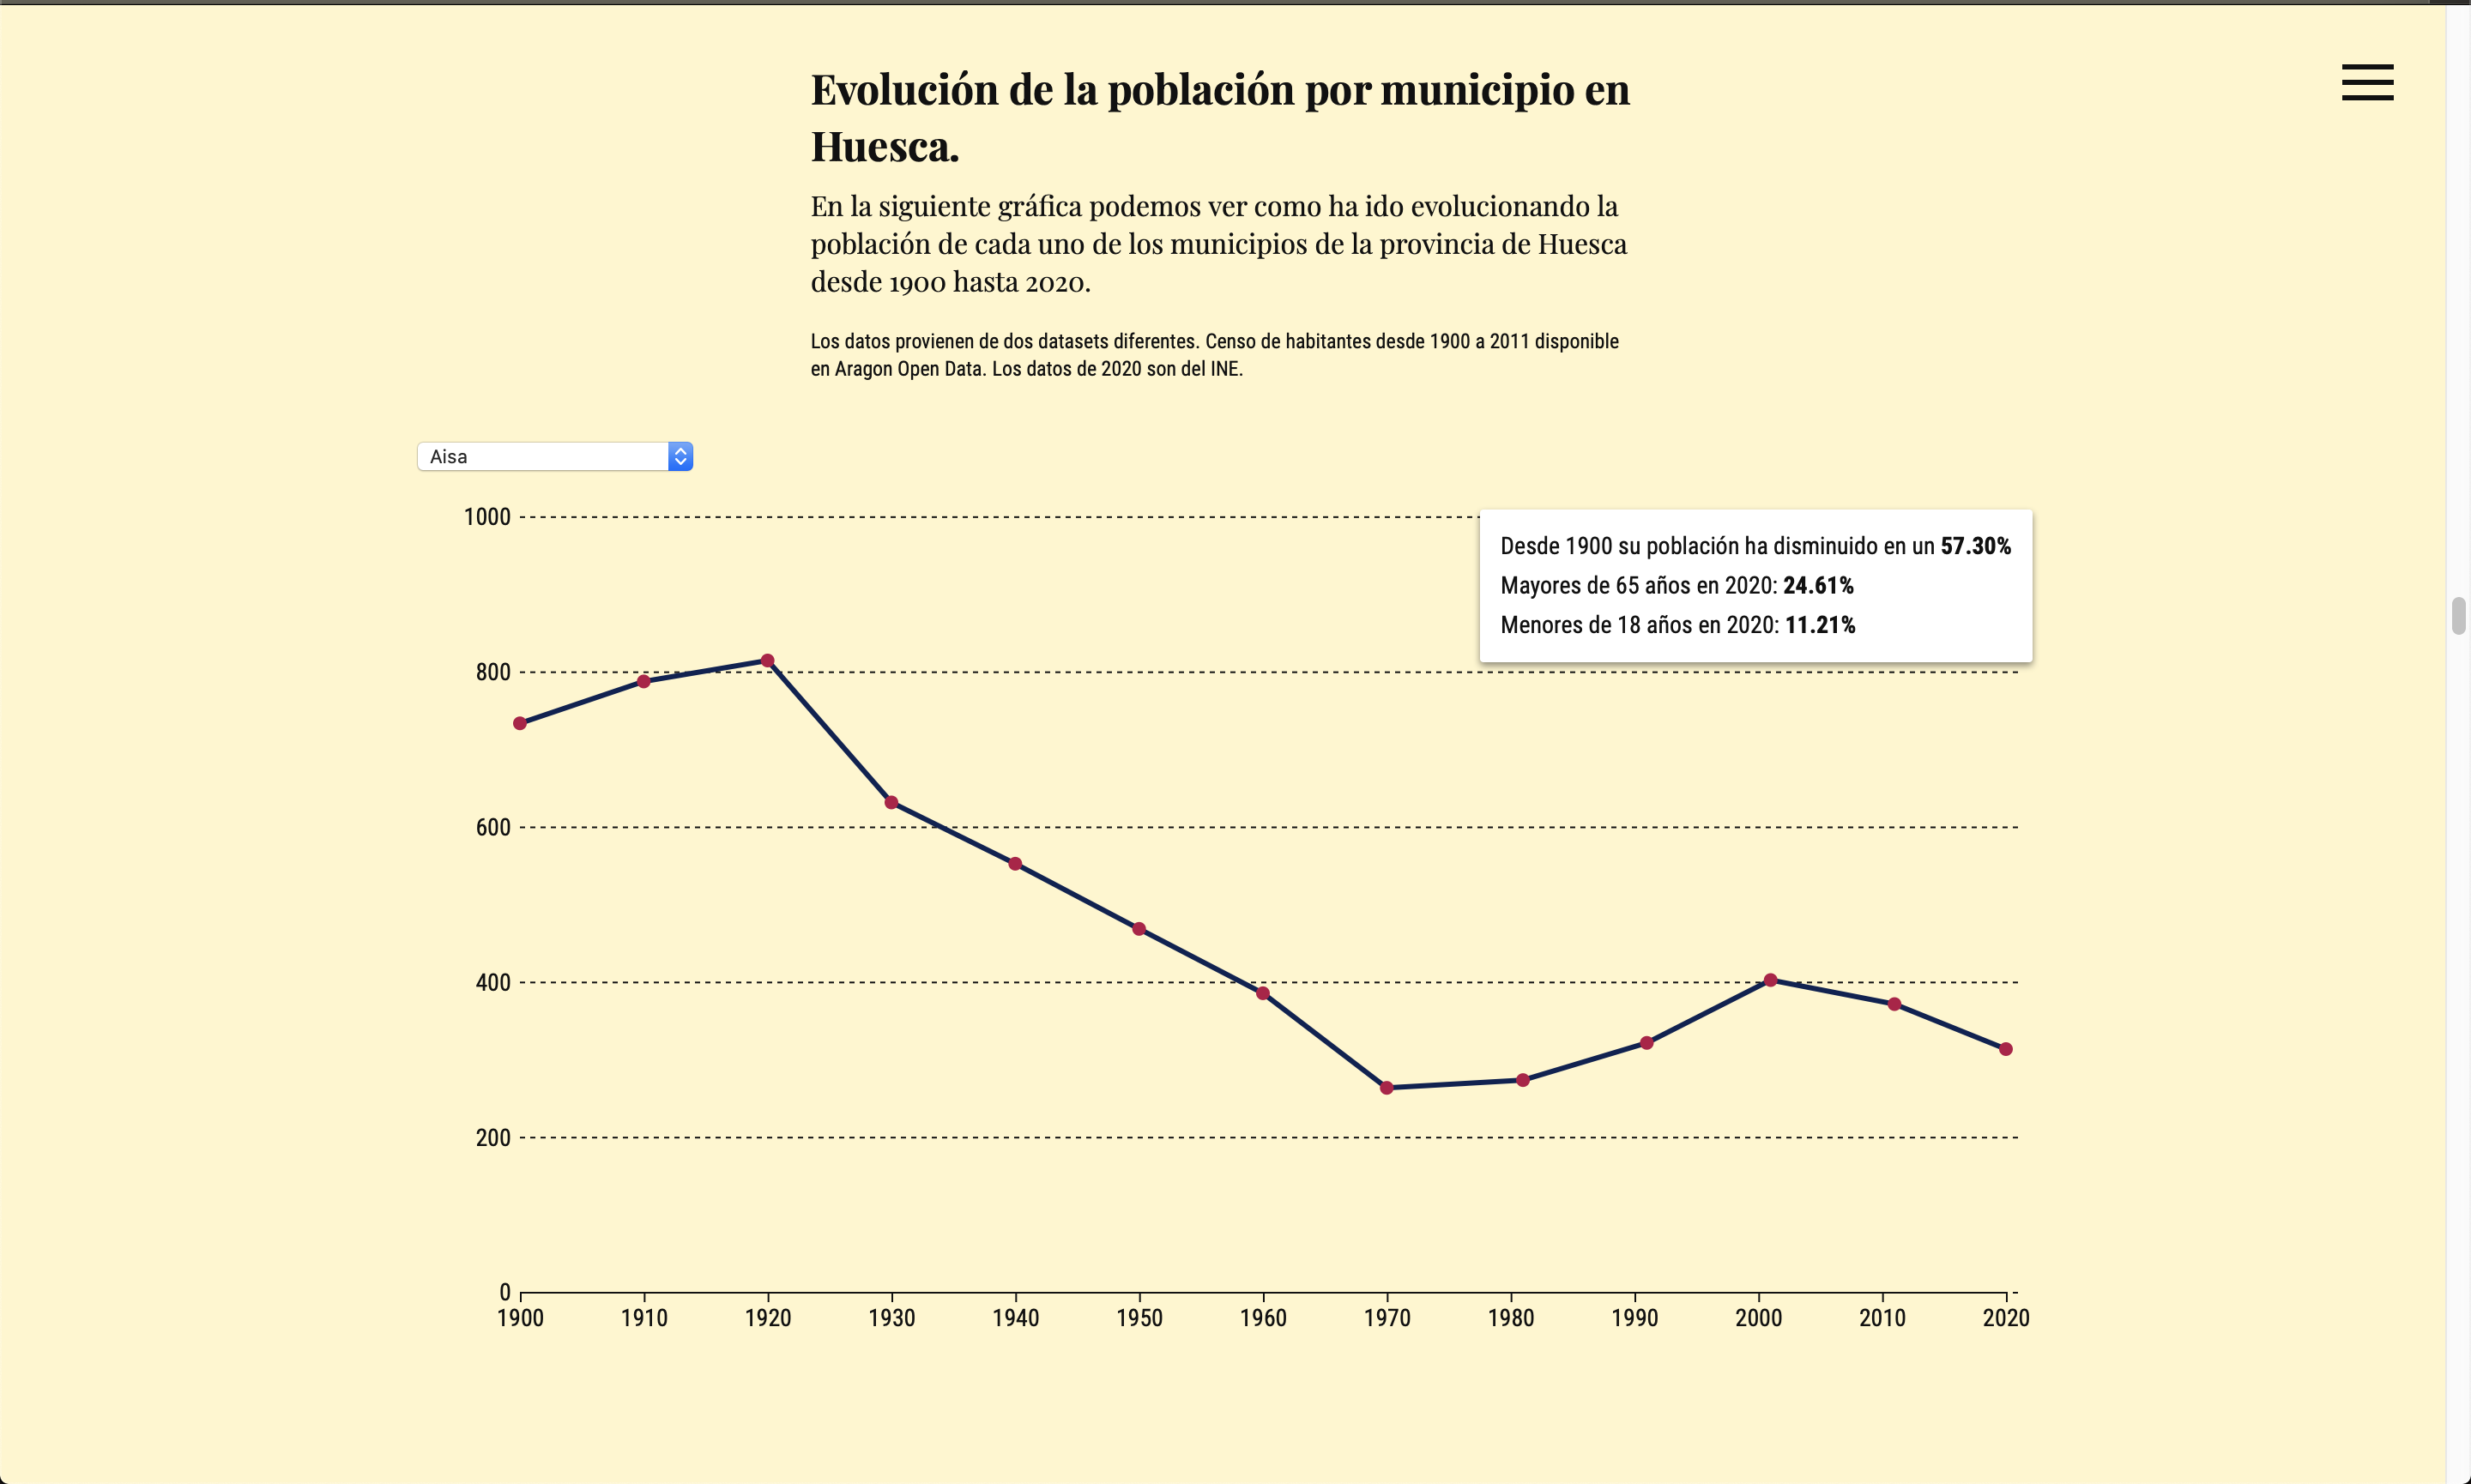 Evolución de la población por municipio en
Huesca.
En la siguiente gráfica podemos ver como ha ido evolucionando la
población de cada uno de los municipios de la provincia de Huesca
desde 1900 hasta 2020.
Los datos provienen de dos datasets diferentes. Censo de habitantes desde 1900 a 2011 disponible
en Aragon Open Data. Los datos de 2020 son del INE.
Aisa
Desde 1900 su población ha disminuido en un 57.30%
Mayores de 65 años en 2020: 24.61%
Menores de 18 años en 2020: 11.21%
1000
800
600
400
200
0
1900 1910 1920 1930 1940 1950 1960 1970 1980 1990 2000 2010 2020